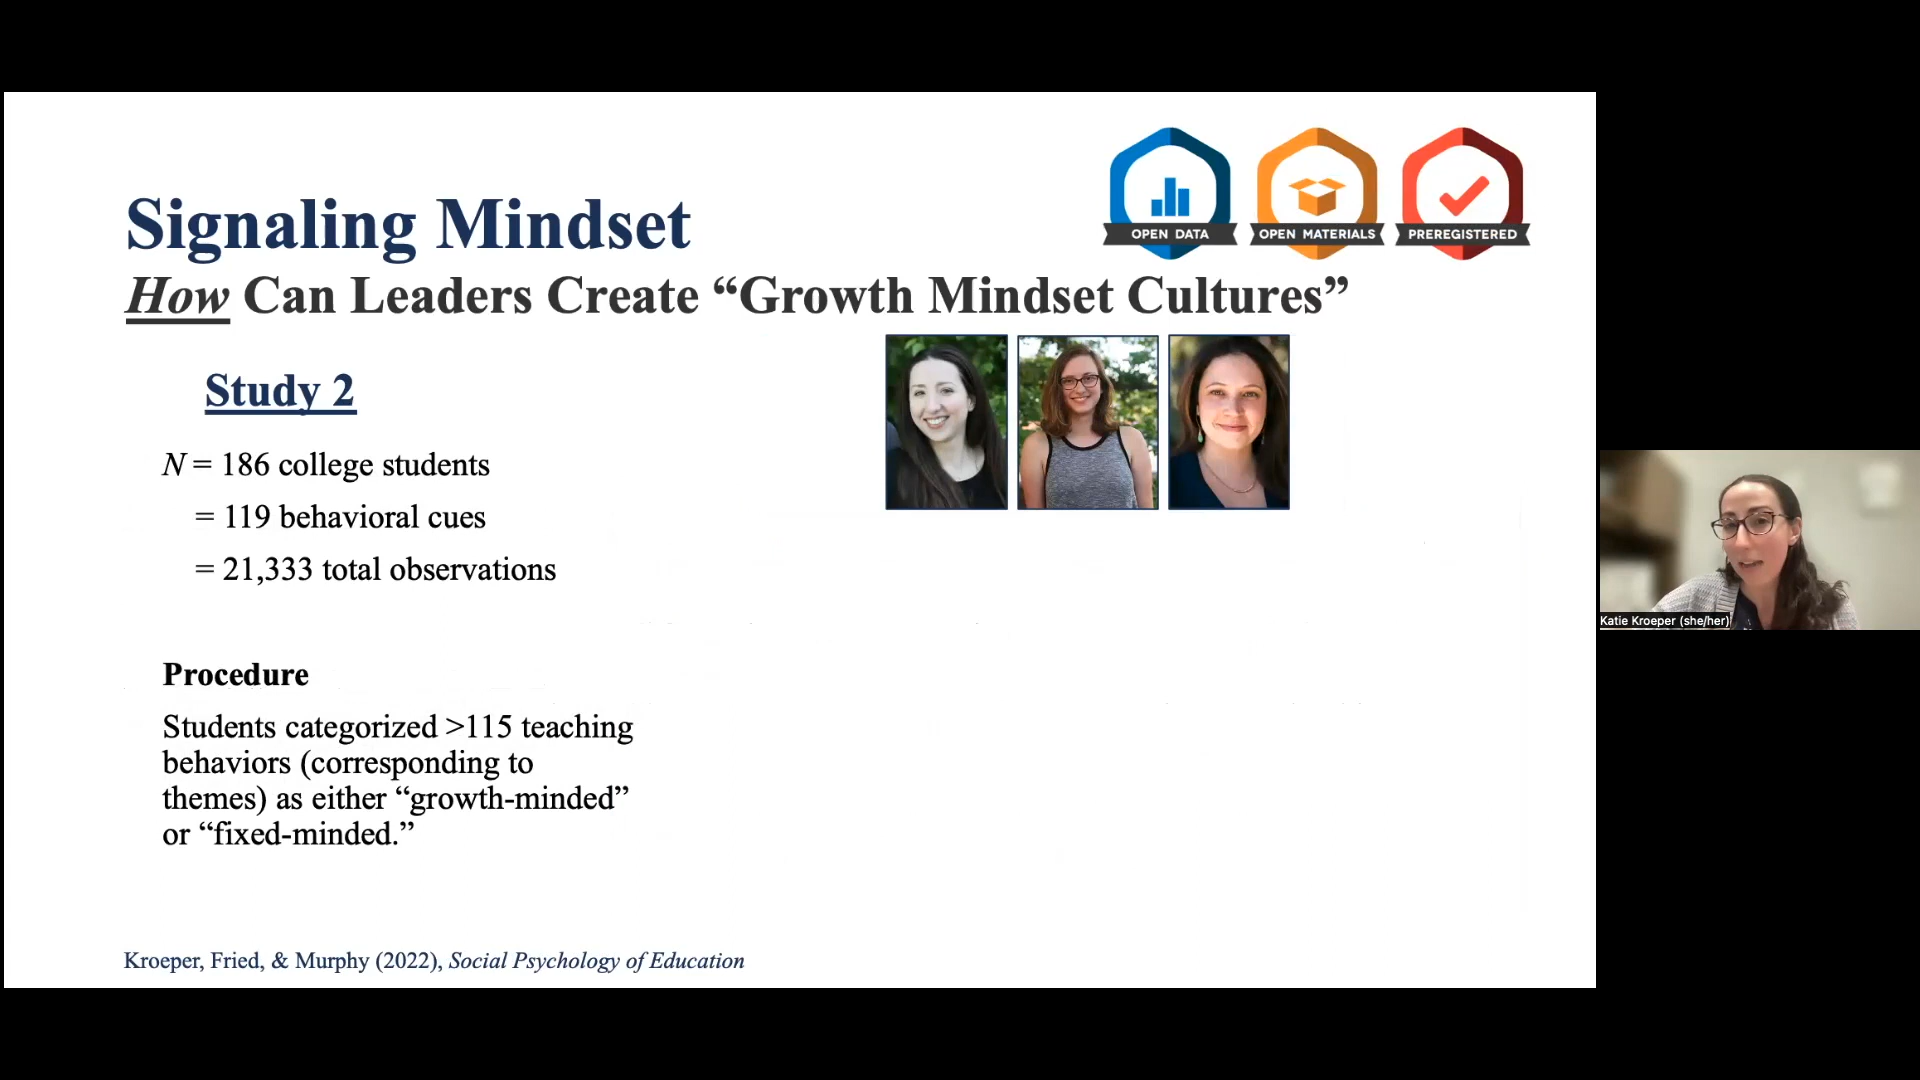 OPEN DATA
OPEN MATERIALS
PREREGISTERED
Signaling Mindset
How Can Leaders Create “Growth Mindset Cultures”
Study 2
N = 186 college students
= 119 behavioral cues
= 21,333 total observations
Procedure
Students categorized >115 teaching
behaviors (corresponding to
themes) as either “growth-minded”
or “fixed-minded.”
Kroeper, Fried, & Murphy (2022), Social Psychology of Education
Katie Kroeper (she/her)